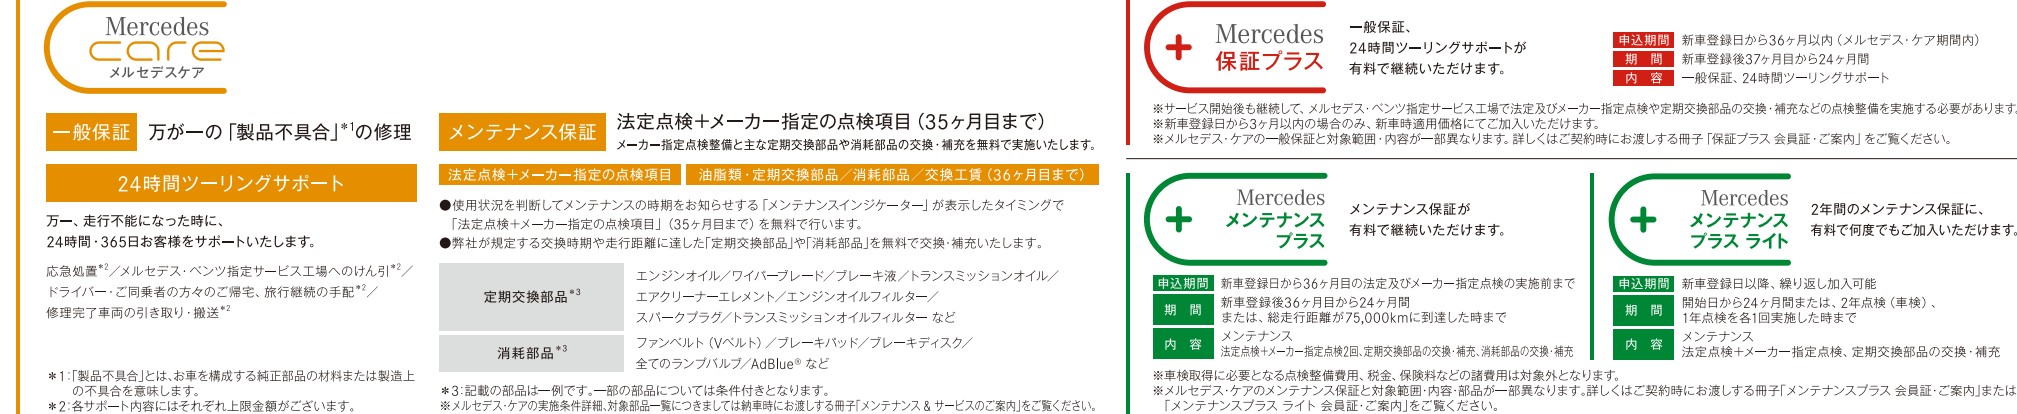 Mercedes
care
メルセデスケア
一般保証 万が一の「製品不具合」*1の修理
24時間ツーリングサポート
万一、走行不能になった時に、
24時間・365日お客様をサポートいたします。
応急処置*2／メルセデス・ベンツ指定サービス工場へのけん引*2／
ドライバー・ご同乗者の方々のご帰宅、旅行継続の手配*2／
修理完了車両の引き取り・搬送*2
＊1：「製品不具合」とは、お車を構成する純正部品の材料または製造上
の不具合を意味します。
＊2：各サポート内容にはそれぞれ上限金額がございます。
メンテナンス保証 法定点検＋メーカー指定の点検項目（35ヶ月目まで）
メーカー指定点検整備と主な定期交換部品や消耗部品の交換・補充を無料で実施いたします。
法定点検＋メーカー指定の点検項目 油脂類・定期交換部品／消耗部品／交換工賃（36ヶ月目まで）
●使用状況を判断してメンテナンスの時期をお知らせする「メンテナンスインジケーター」が表示したタイミングで
「法定点検＋メーカー指定の点検項目」（35ヶ月目まで）を無料で行います。
●弊社が規定する交換時期や走行距離に達した「定期交換部品」や「消耗部品」を無料で交換・補充いたします。
定期交換部品*3
エンジンオイル／ワイパーブレード／ブレーキ液／トランスミッションオイル／
エアクリーナーエレメント／エンジンオイルフィルター／
スパークプラグ／トランスミッションオイルフィルター など
消耗部品*3
ファンベルト（Vベルト）／ブレーキパッド／ブレーキディスク／
全てのランプバルブ／AdBlue® など
＊3：記載の部品は一例です。一部の部品については条件付きとなります。
※メルセデス・ケアの実施条件詳細、対象部品一覧につきましては納車時にお渡しする冊子「メンテナンス & サービスのご案内」をご覧ください。
Mercedes
保証プラス
一般保証、
24時間ツーリングサポートが
有料で継続いただけます。
申込期間 新車登録日から36ヶ月以内（メルセデス・ケア期間内）
期 間 新車登録後37ヶ月目から24ヶ月間
内 容 一般保証、24時間ツーリングサポート
※サービス開始後も継続して、メルセデス・ベンツ指定サービス工場で法定及びメーカー指定点検や定期交換部品の交換・補充などの点検整備を実施する必要があります。
※新車登録日から3ヶ月以内の場合のみ、新車時適用価格にてご加入いただけます。
※メルセデス・ケアの一般保証と対象範囲・内容が一部異なります。詳しくはご契約時にお渡しする冊子「保証プラス 会員証・ご案内」をご覧ください。
Mercedes
メンテナンス
プラス
メンテナンス保証が
有料で継続いただけます。
申込期間 新車登録日から36ヶ月目の法定及びメーカー指定点検の実施前まで
期 間 新車登録後36ヶ月目から24ヶ月間
または、総走行距離が75,000kmに到達した時まで
内 容 メンテナンス
法定点検＋メーカー指定点検2回、定期交換部品の交換・補充、消耗部品の交換・補充
Mercedes
メンテナンス
プラス ライト
2年間のメンテナンス保証に、
有料で何度でもご加入いただけます。
申込期間 新車登録日以降、繰り返し加入可能
期 間 開始日から24ヶ月間または、2年点検（車検）、
1年点検を各1回実施した時まで
内 容 メンテナンス
法定点検＋メーカー指定点検、定期交換部品の交換・補充
※車検取得に必要となる点検整備費用、税金、保険料などの諸費用は対象外となります。
※メルセデス・ケアのメンテナンス保証と対象範囲・内容・部品が一部異なります。詳しくはご契約時にお渡しする冊子「メンテナンスプラス 会員証・ご案内」または
「メンテナンスプラス ライト 会員証・ご案内」をご覧ください。